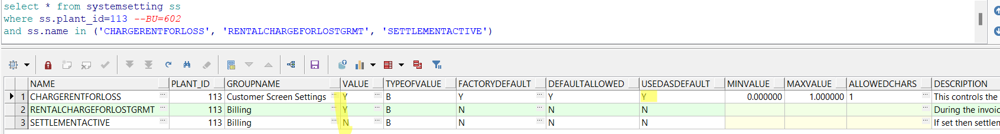 select * from systemsetting ss
where ss.plant_id=113 --BU=602
and ss.name in ('CHARGERENTFORLOSS', 'RENTALCHARGEFORLOSTGRMT', 'SETTLEMENTACTIVE')
NAME PLANT_ID GROUPNAME VALUE TYPEOFVALUE FACTORYDEFAULT DEFAULTALLOWED USEDASDEFAULT MINVALUE MAXVALUE ALLOWEDCHARS DESCRIPTION
1 CHARGERENTFORLOSS ... 113 Customer Screen Settings ... Y ... B Y ... Y Y 0.000000 1.000000 1 ... This controls the
2 RENTALCHARGEFORLOSTGRMT ... 113 Billing ... Y ... B N ... N N ... During the invoic
3 SETTLEMENTACTIVE ... 113 Billing ... N ... B N ... N N ... If set then settlen